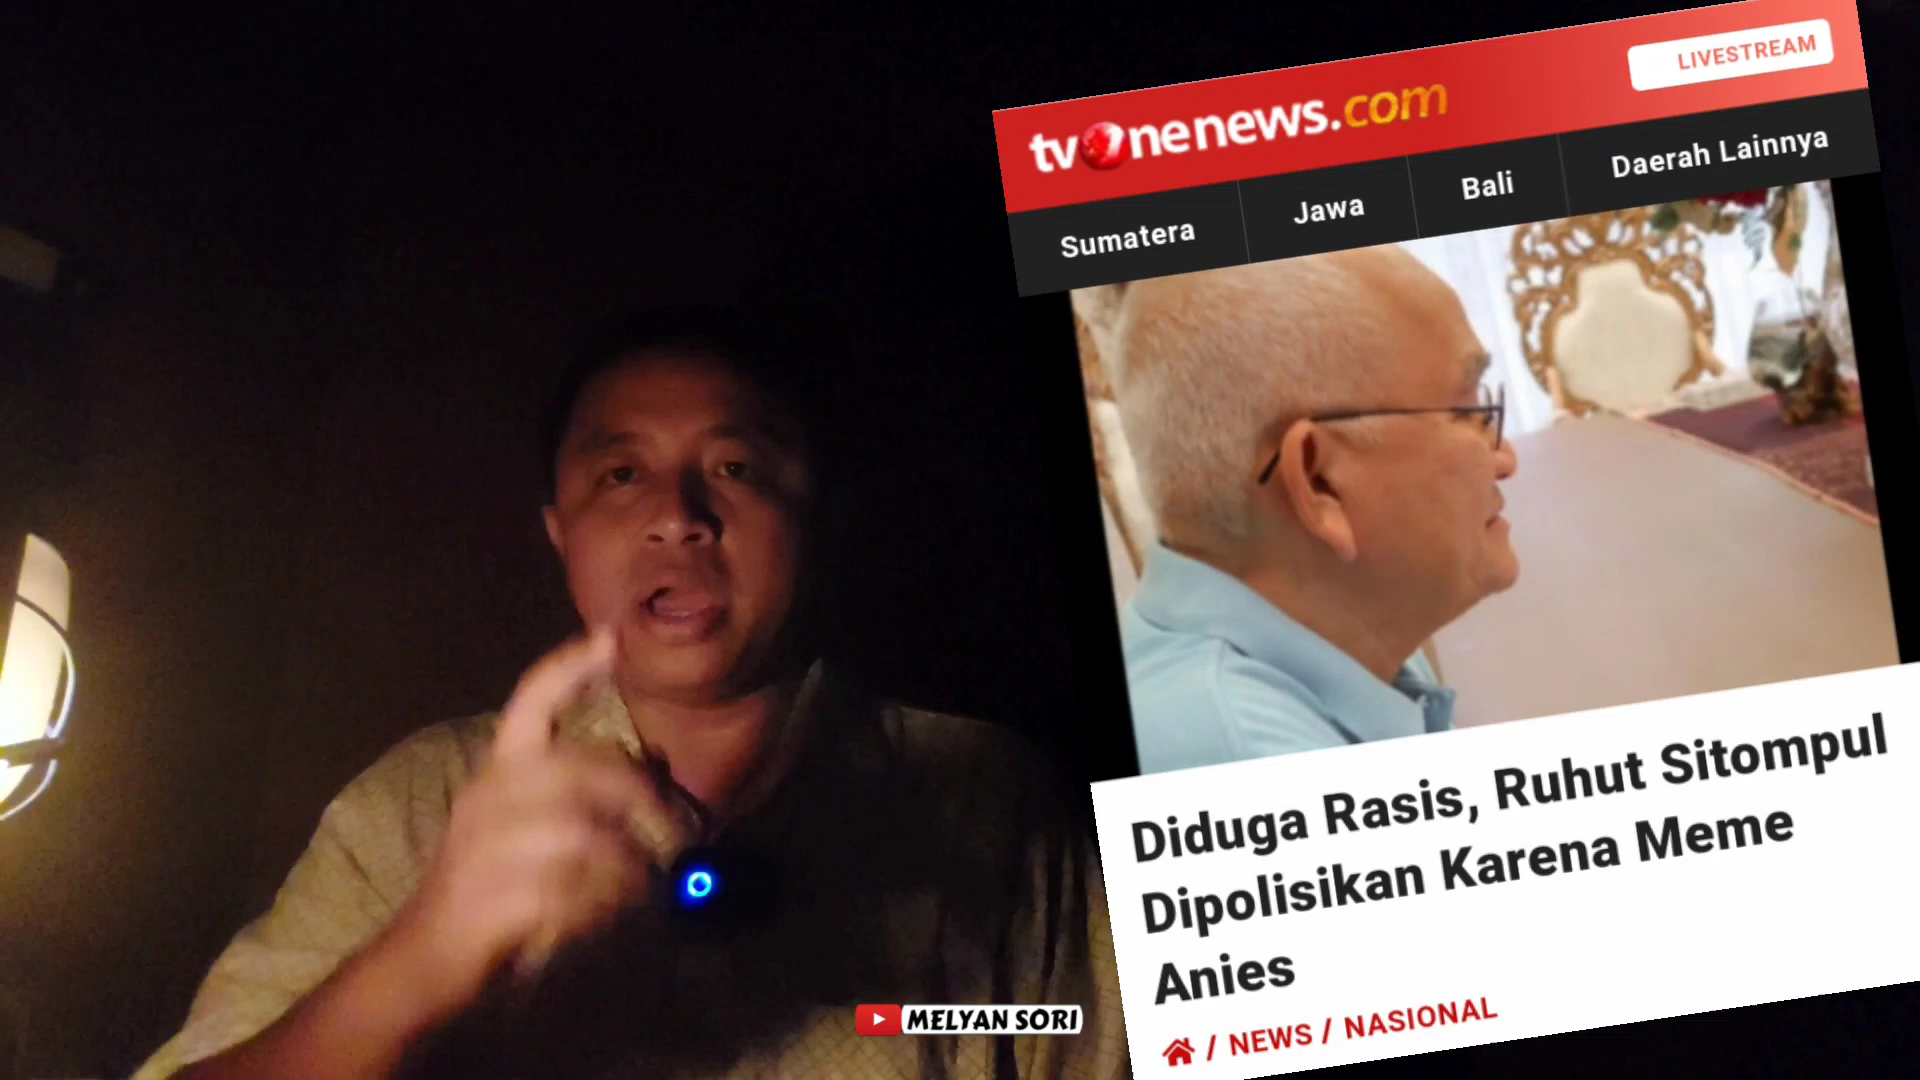 LIVESTREAM
tvOnenews.com
Sumatera
Jawa
Bali
Daerah Lainnya
Diduga Rasis, Ruhut Sitompul
Dipolisikan Karena Meme
Anies
/ NEWS / NASIONAL
MELYAN SORI